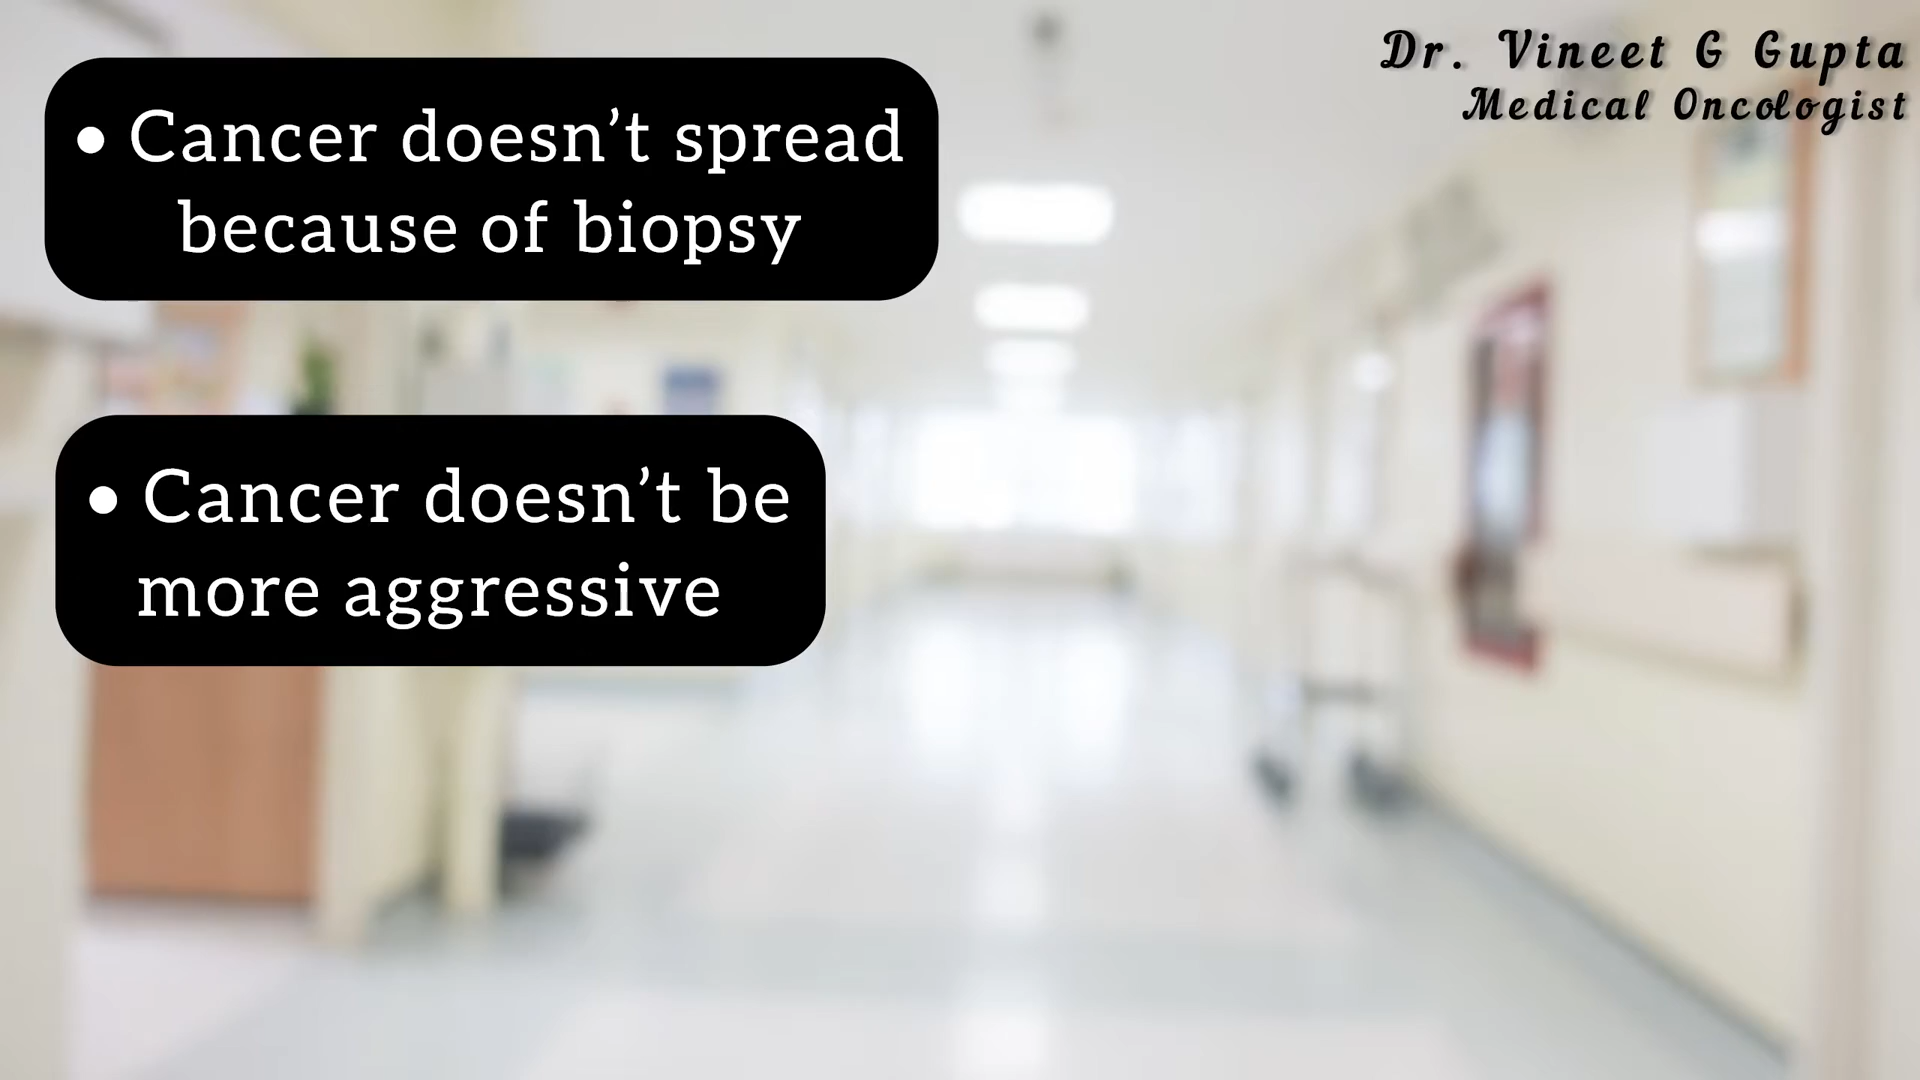 Dr. Vineet G Gupta
Medical Oncologist
• Cancer doesn’t spread
because of biopsy
• Cancer doesn’t be
more aggressive